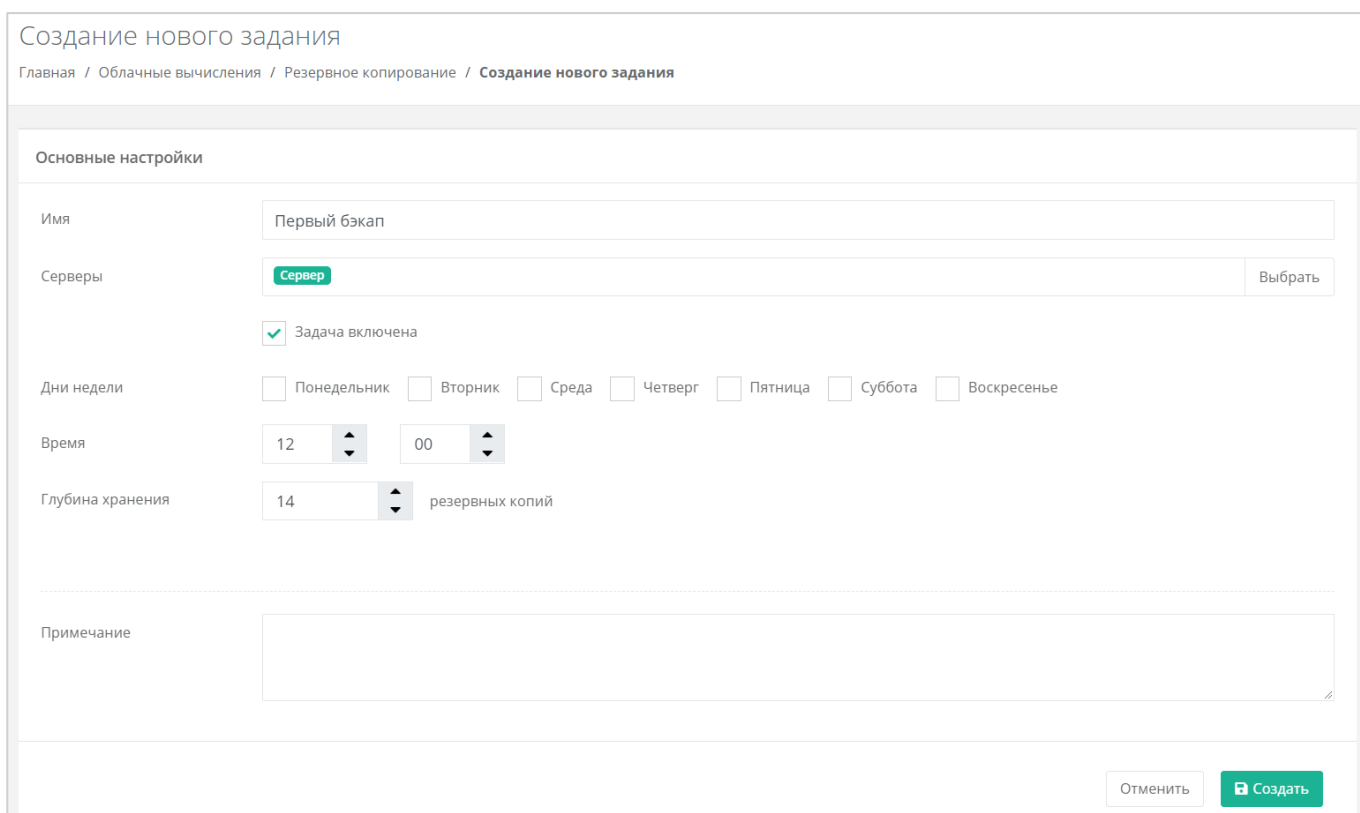 Создание нового задания
Главная / Облачные вычисления / Резервное копирование / Создание нового задания
Основные настройки
Имя Первый бэкап
Серверы Сервер Выбрать
Задача включена
Дни недели Понедельник Вторник Среда Четверг Пятница Суббота Воскресенье
Время 12 00
Глубина хранения 14 резервных копий
Примечание
Отменить Создать